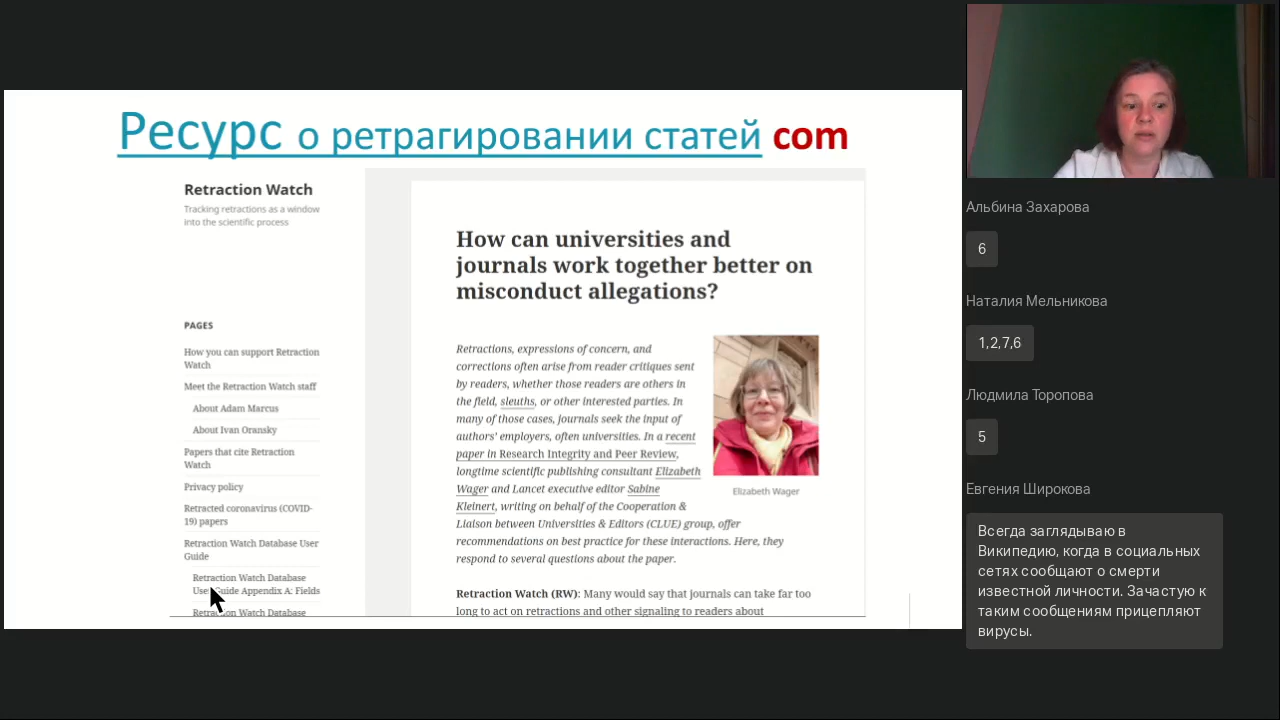 Ресурс о ретрагировании статей com
Retraction Watch
Tracking retractions as a window
into the scientific process
PAGES
How you can support Retraction
Watch
Meet the Retraction Watch staff
About Adam Marcus
About Ivan Oransky
Papers that cite Retraction
Watch
Privacy policy
Retracted coronavirus (COVID-
19) papers
Retraction Watch Database User
Guide
Retraction Watch Database
User Guide Appendix A: Fields
Retraction Watch Database
How can universities and
journals work together better on
misconduct allegations?
Retractions, expressions of concern, and
corrections often arise from reader critiques sent
by readers, whether those readers are others in
the field, sleuths, or other interested parties. In
many of those cases, journals seek the input of
authors' employers, often universities. In a recent
paper in Research Integrity and Peer Review,
longtime scientific publishing consultant Elizabeth
Wager and Lancet executive editor Sabine
Kleinert, writing on behalf of the Cooperation &
Liaison between Universities & Editors (CLUE) group, offer
recommendations on best practice for these interactions. Here, they
respond to several questions about the paper.
Elizabeth Wager
Retraction Watch (RW): Many would say that journals can take far too
long to act on retractions and other signaling to readers about
Альбина Захарова
6
Наталия Мельникова
1,2,7,6
Людмила Торопова
5
Евгения Широкова
Всегда заглядываю в
Википедию, когда в социальных
сетях сообщают о смерти
известной личности. Зачастую к
таким сообщениям прицепляют
вирусы.